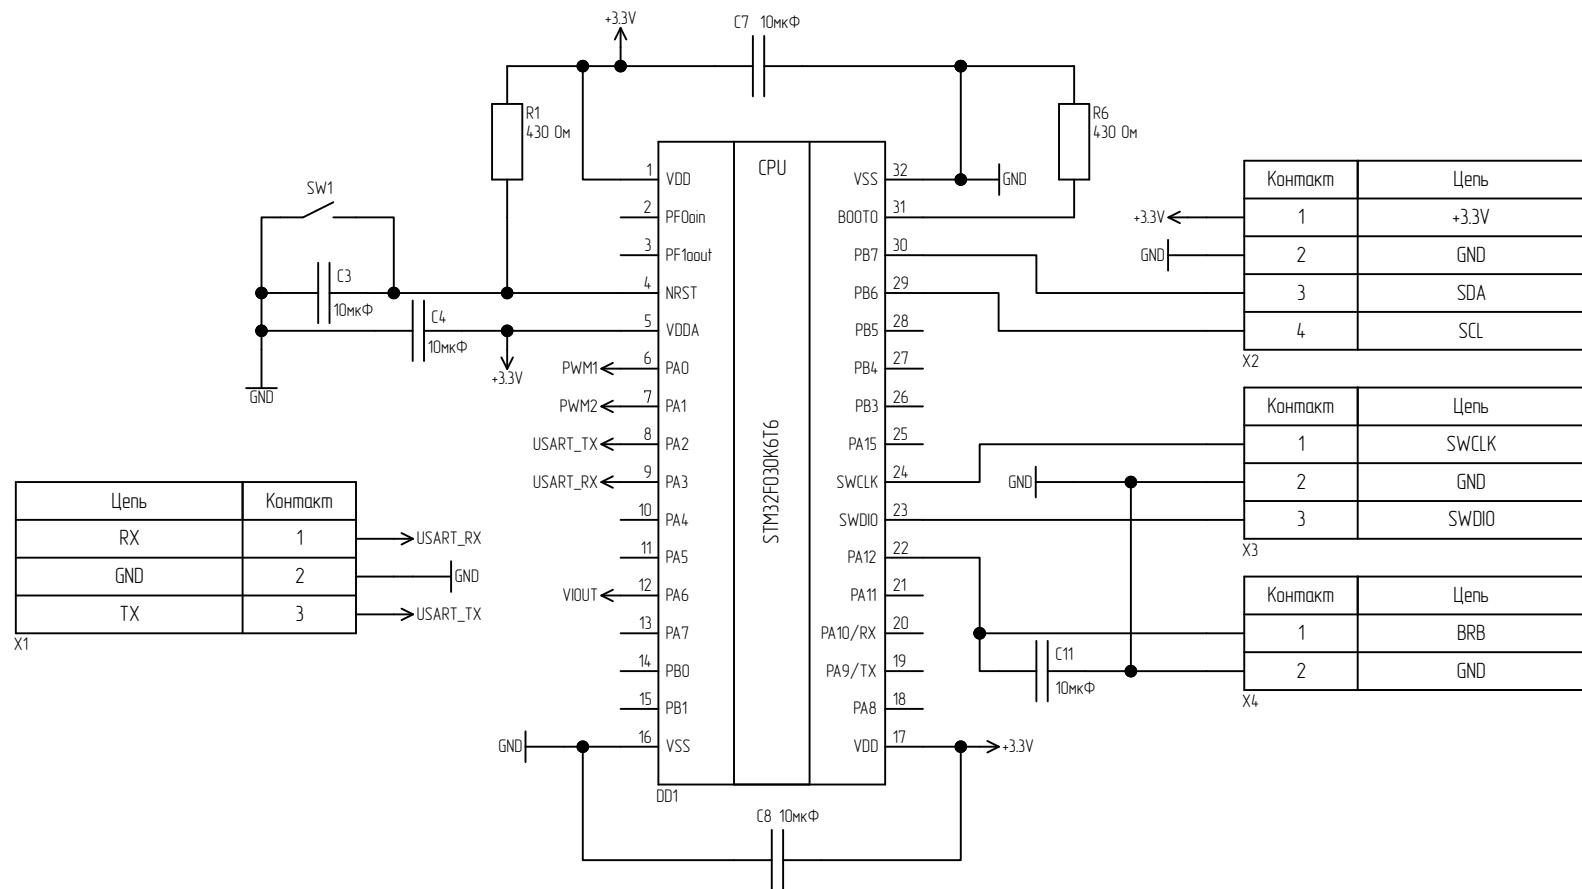 +3.3V
C7 10мкФ
R1
430 Ом
R6
430 Ом
SW1
C3
10мкФ
C4
10мкФ
+3.3V
GND
CPU
STM32F030K6T6
1 VDD
2 PF0oin
3 PF1oout
4 NRST
5 VDDA
PWM1 6 PA0
PWM2 7 PA1
USART_TX 8 PA2
USART_RX 9 PA3
10 PA4
11 PA5
VIOUT 12 PA6
13 PA7
14 PB0
15 PB1
GND 16 VSS
DD1
VSS 32 GND
BOOT0 31
PB7 30
PB6 29
PB5 28
PB4 27
PB3 26
PA15 25
SWCLK 24
SWDIO 23
PA12 22
PA11 21
PA10/RX 20
PA9/TX 19
PA8 18
VDD 17 +3.3V
C8 10мкФ
Цепь Контакт
RX 1 USART_RX
GND 2 GND
TX 3 USART_TX
X1
Контакт Цепь
+3.3V 1 +3.3V
GND 2 GND
3 SDA
4 SCL
X2
Контакт Цепь
1 SWCLK
GND 2 GND
3 SWDIO
X3
Контакт Цепь
1 BRB
2 GND
X4
C11
10мкФ